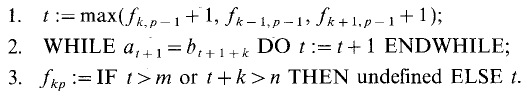 1. t := max(f_{k,p-1}+1, f_{k-1,p-1}, f_{k+1,p-1}+1);
2. WHILE a_{t+1}=b_{t+1+k} DO t:=t+1 ENDWHILE;
3. f_{kp} := IF t>m or t+k>n THEN undefined ELSE t.